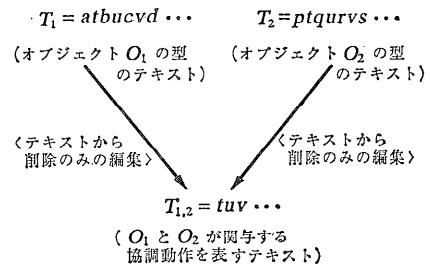 T₁ = atbucvd ･･･
T₂=ptqurvs ･･･
(オブジェクト O₁ の型
のテキスト)
(オブジェクト O₂ の型
のテキスト)
〈テキストから
削除のみの編集〉
〈テキストから
削除のみの編集〉
T₁,₂ = tuv ･･･
( O₁ と O₂ が関与する
協調動作を表すテキスト)